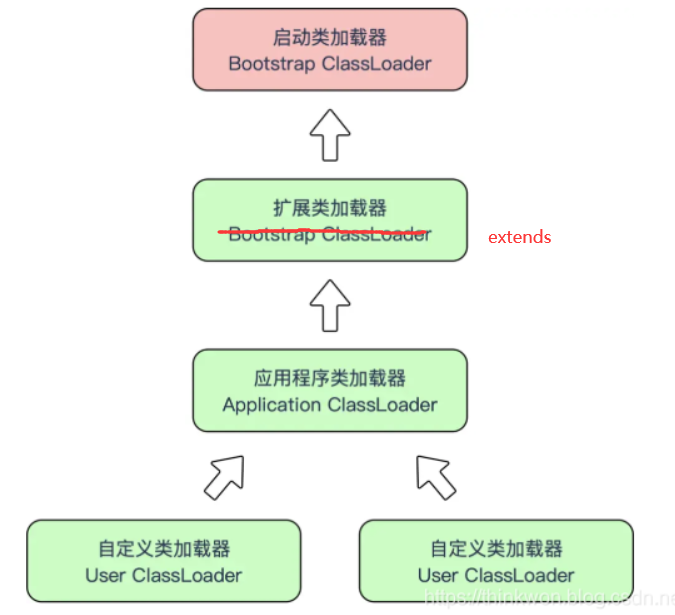 启动类加载器
Bootstrap ClassLoader
扩展类加载器
Bootstrap ClassLoader
extends
应用程序类加载器
Application ClassLoader
自定义类加载器
User ClassLoader
自定义类加载器
User ClassLoader
https://thinkwon.blog.csdn.ne